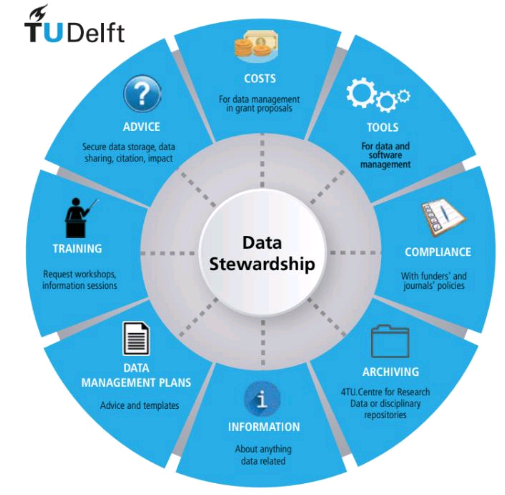 TUDelft
COSTS
For data management
in grant proposals
TOOLS
For data and
software
management
COMPLIANCE
With funders' and
journals' policies
ARCHIVING
4TU.Centre for Research
Data or disciplinary
repositories
i
INFORMATION
About anything
data related
DATA
MANAGEMENT PLANS
Advice and templates
TRAINING
Request workshops,
information sessions
?
ADVICE
Secure data storage, data
sharing, citation, impact
Data
Stewardship